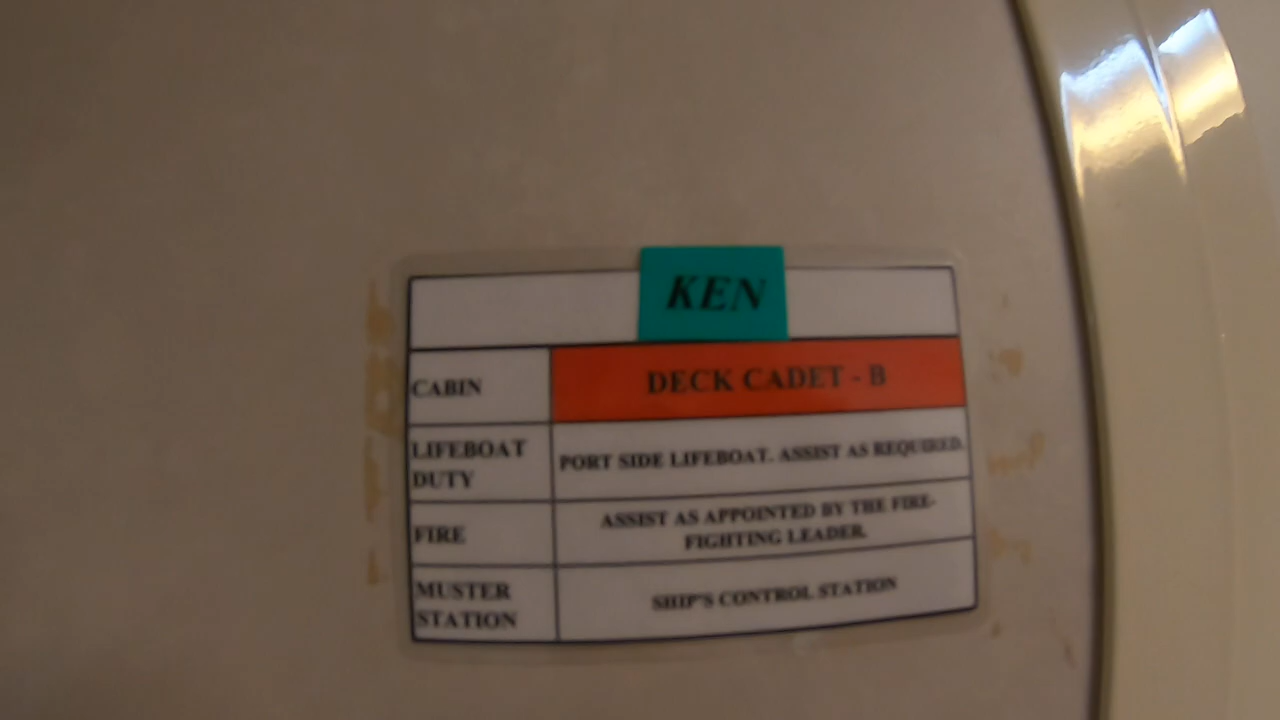 KEN
CABIN
DECK CADET - B
LIFEBOAT
DUTY
PORT SIDE LIFEBOAT. ASSIST AS REQUIRED.
FIRE
ASSIST AS APPOINTED BY THE FIRE-
FIGHTING LEADER.
MUSTER
STATION
SHIP'S CONTROL STATION